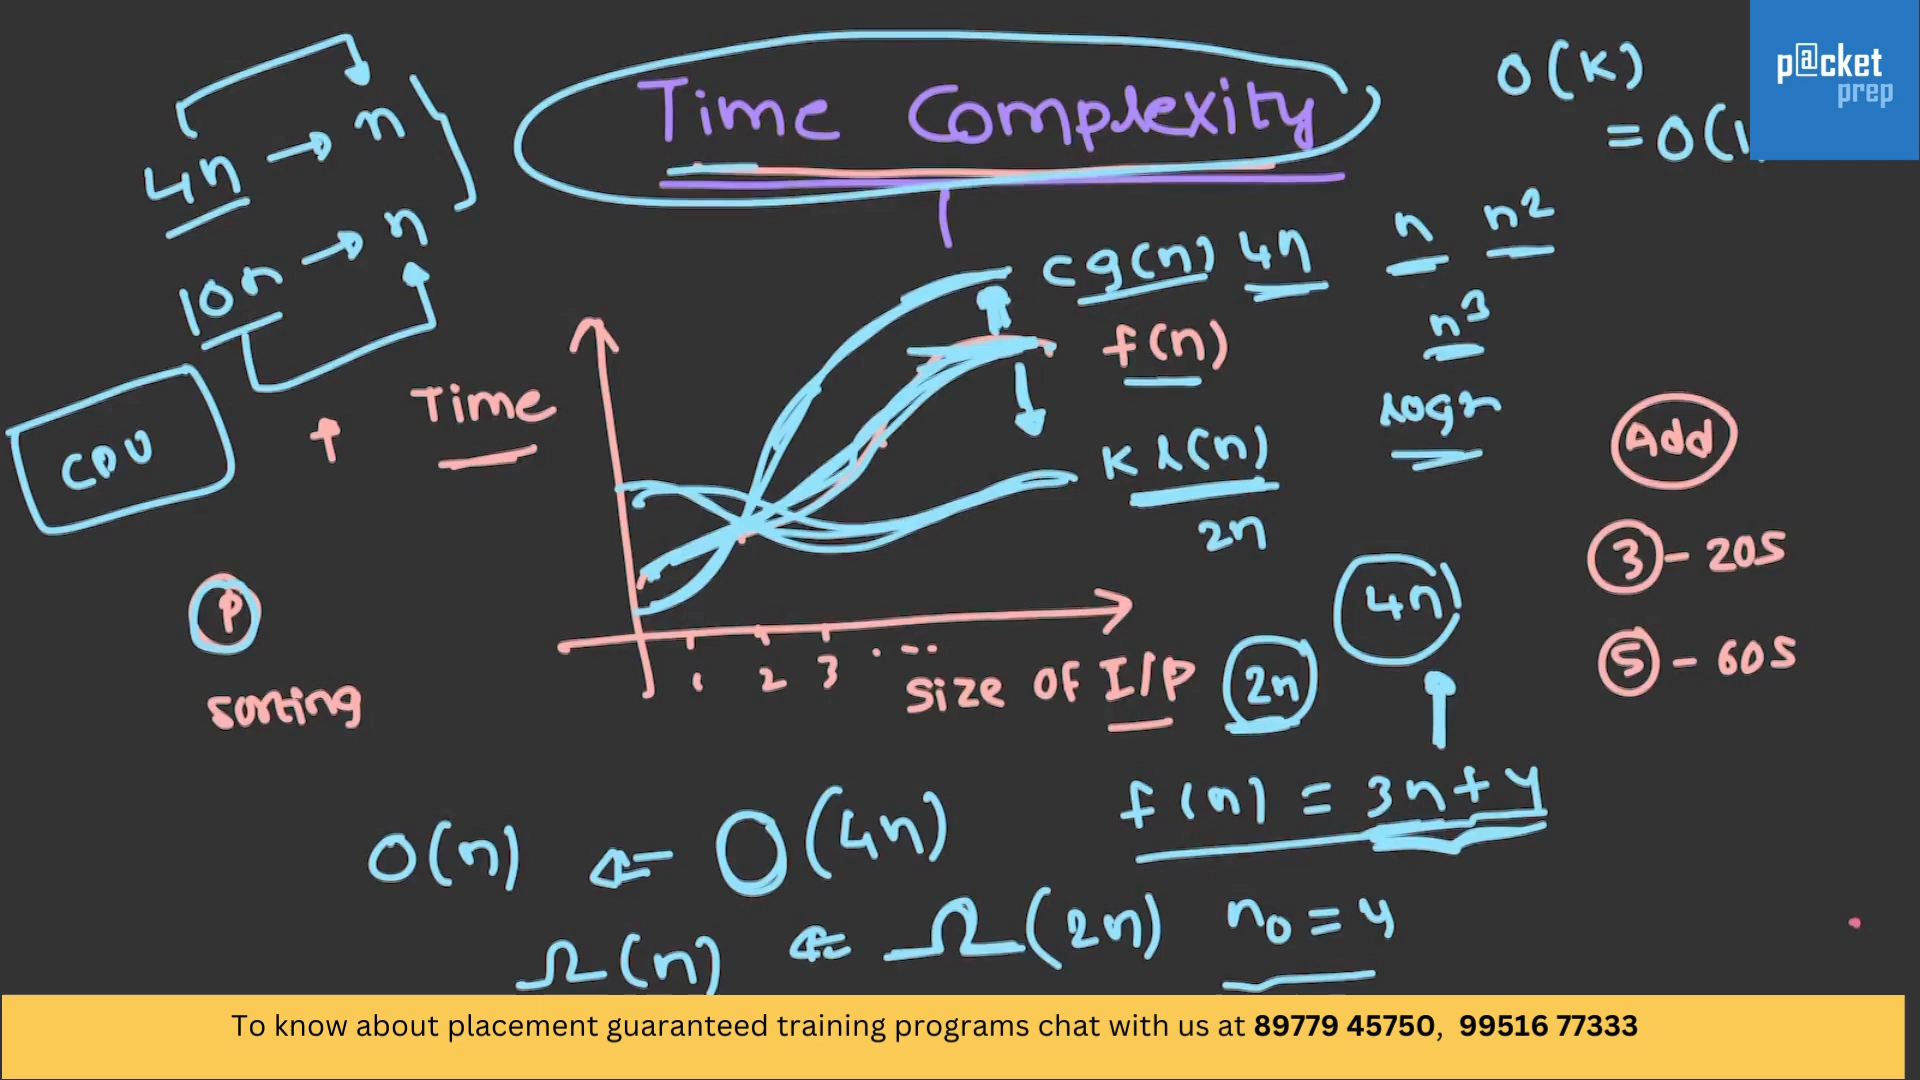 Time Complexity
O(K)
= O(1
p@cket
prep
4n → n
10n → n
cg(n) 4n
n n²
n³
logn
f(n)
Time
CPU
Add
2n
③ - 20S
⑤ - 60S
P
sorting
1 2 3 . ...
size of I/P
2n
4n
f(n) = 3n+4
O(n) ← O(4n)
Ω(n) ← Ω(2n)
n₀ = 4
To know about placement guaranteed training programs chat with us at 89779 45750, 99516 77333